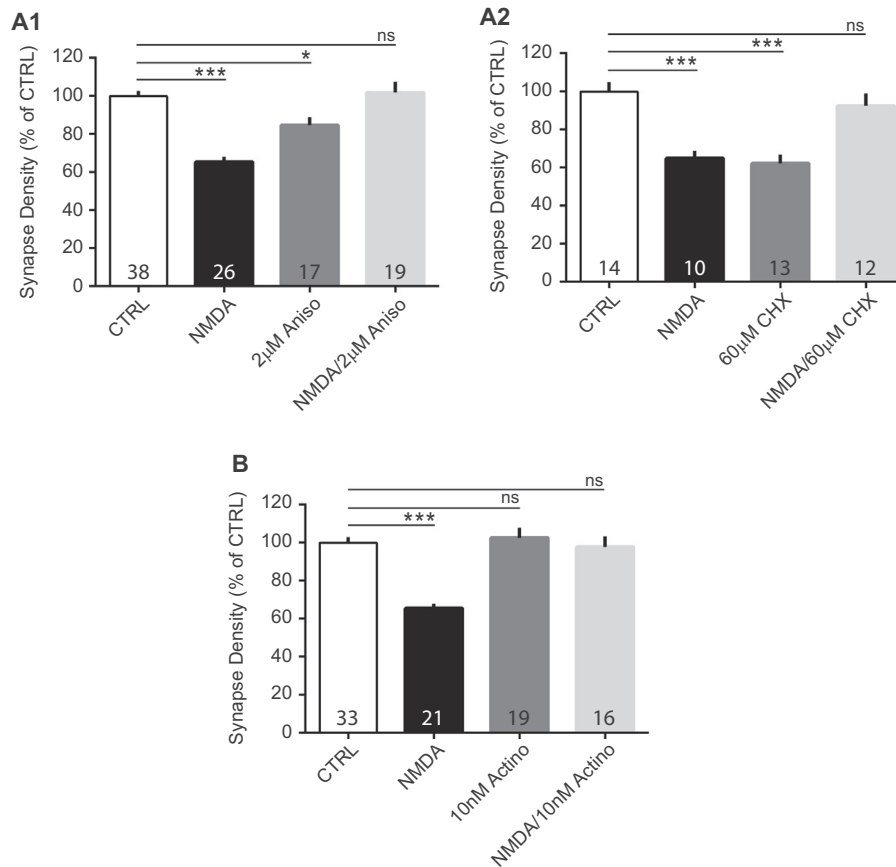 A1
ns
*
***
Synapse Density (% of CTRL)
120
100
80
60
40
20
0
38
26
17
19
CTRL
NMDA
2µM Aniso
NMDA/2µM Aniso
A2
ns
***
***
Synapse Density (% of CTRL)
120
100
80
60
40
20
0
14
10
13
12
CTRL
NMDA
60µM CHX
NMDA/60µM CHX
B
ns
ns
***
Synapse Density (% of CTRL)
120
100
80
60
40
20
0
33
21
19
16
CTRL
NMDA
10nM Actino
NMDA/10nM Actino